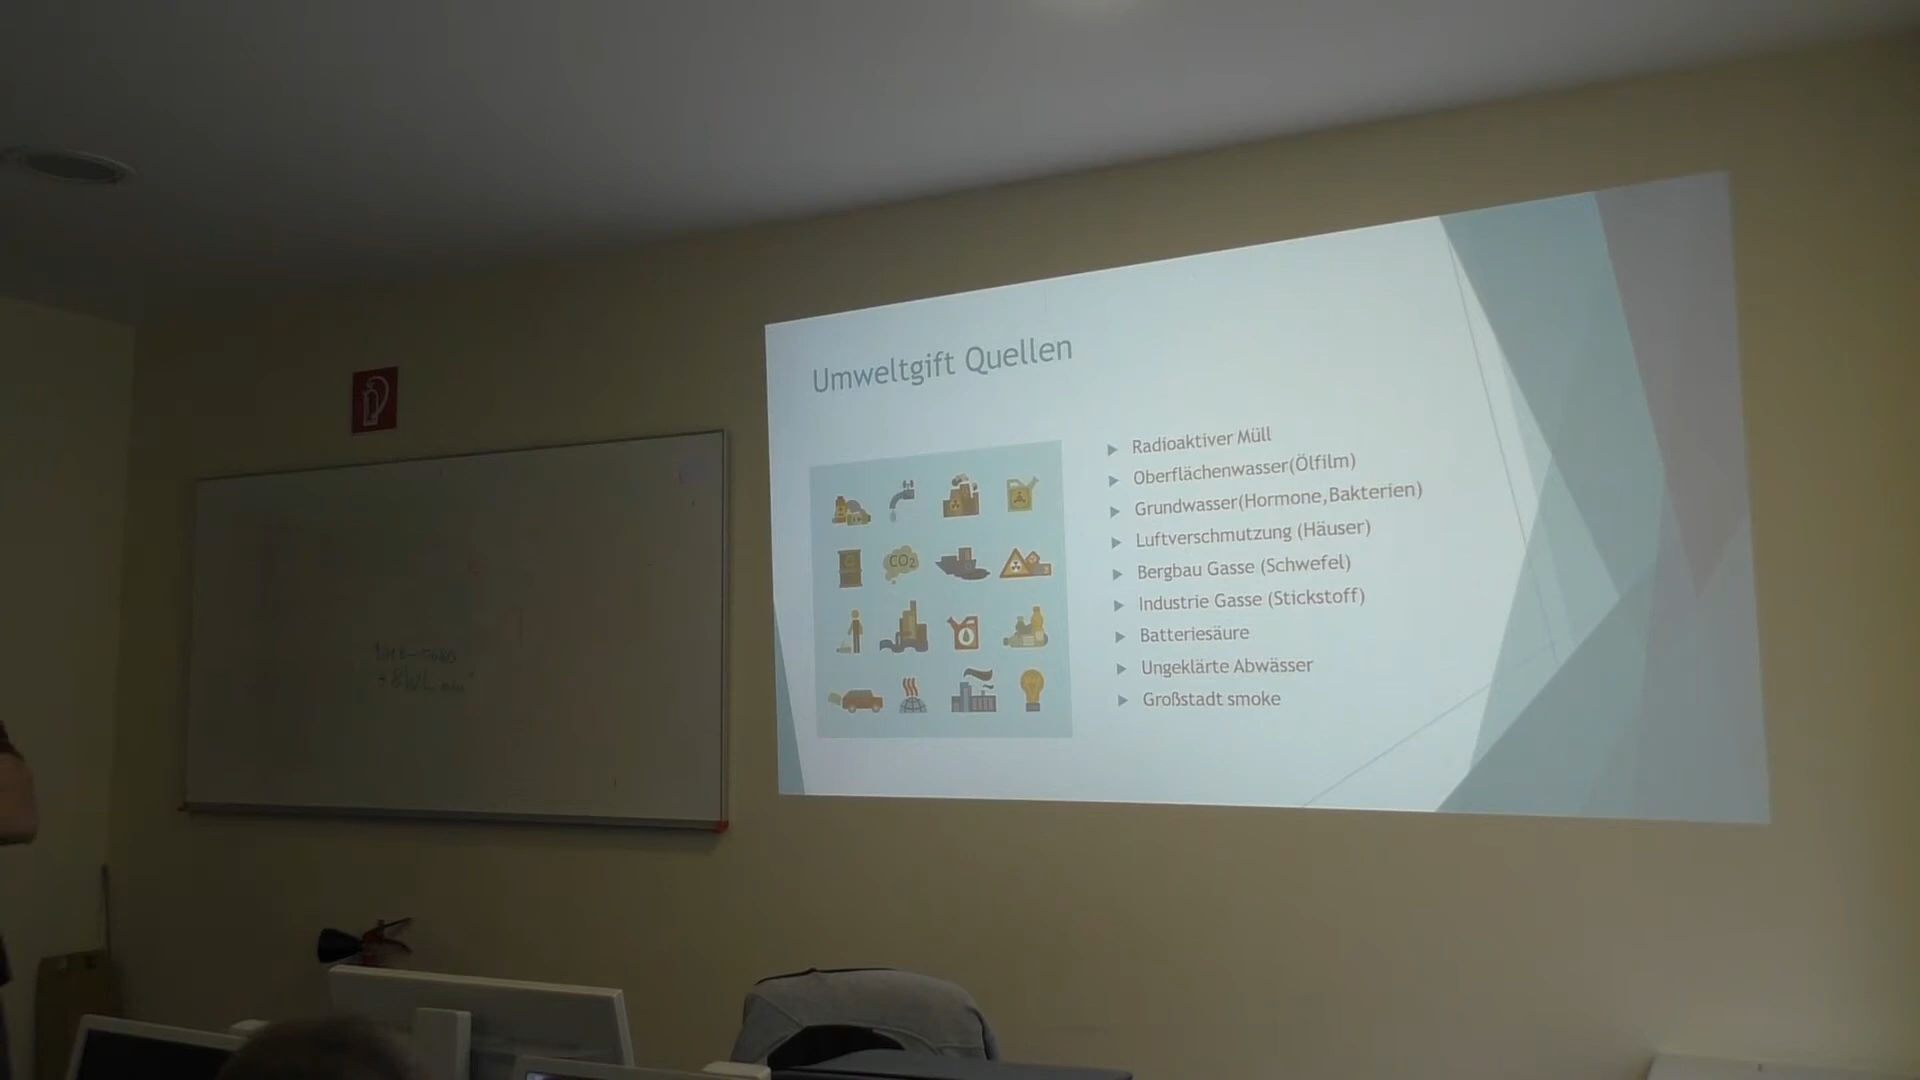 Umweltgift Quellen
Radioaktiver Müll
Oberflächenwasser(Ölfilm)
Grundwasser(Hormone,Bakterien)
Luftverschmutzung (Häuser)
Bergbau Gasse (Schwefel)
Industrie Gasse (Stickstoff)
Batteriesäure
Ungeklärte Abwässer
Großstadt smoke
CO2